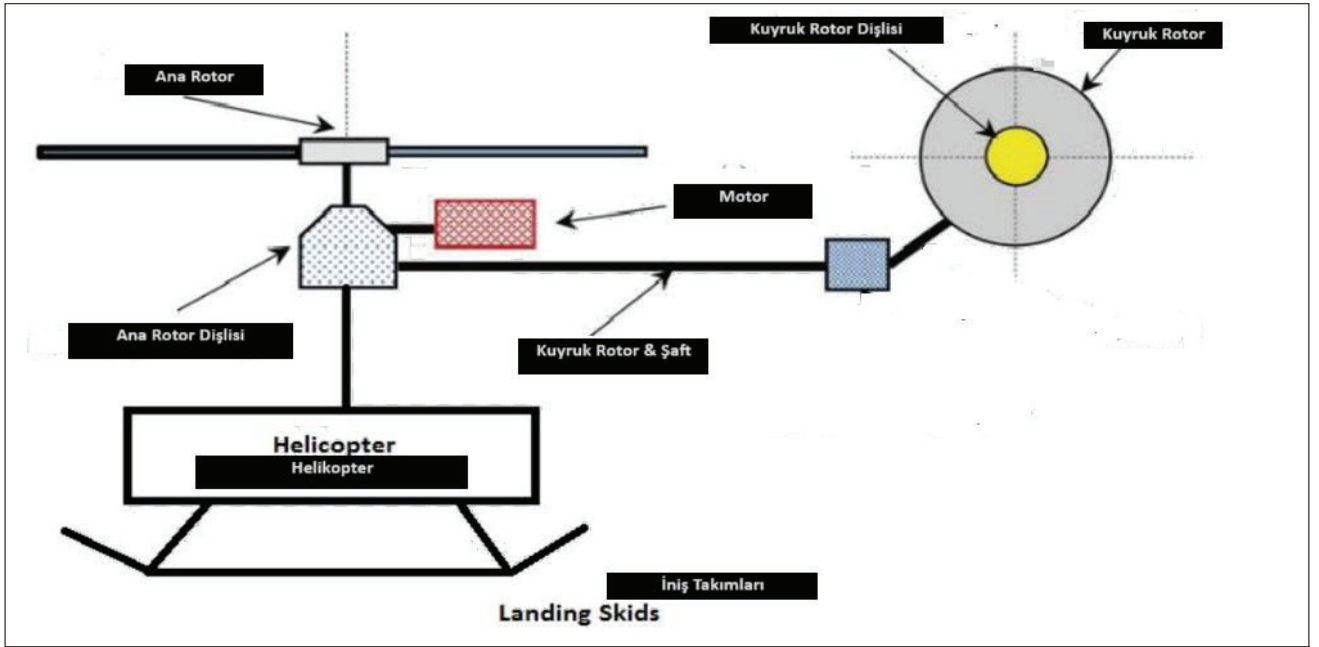 Kuyruk Rotor Dişlisi
Kuyruk Rotor
Ana Rotor
Motor
Ana Rotor Dişlisi
Kuyruk Rotor & Şaft
Helicopter
Helikopter
İniş Takımları
Landing Skids